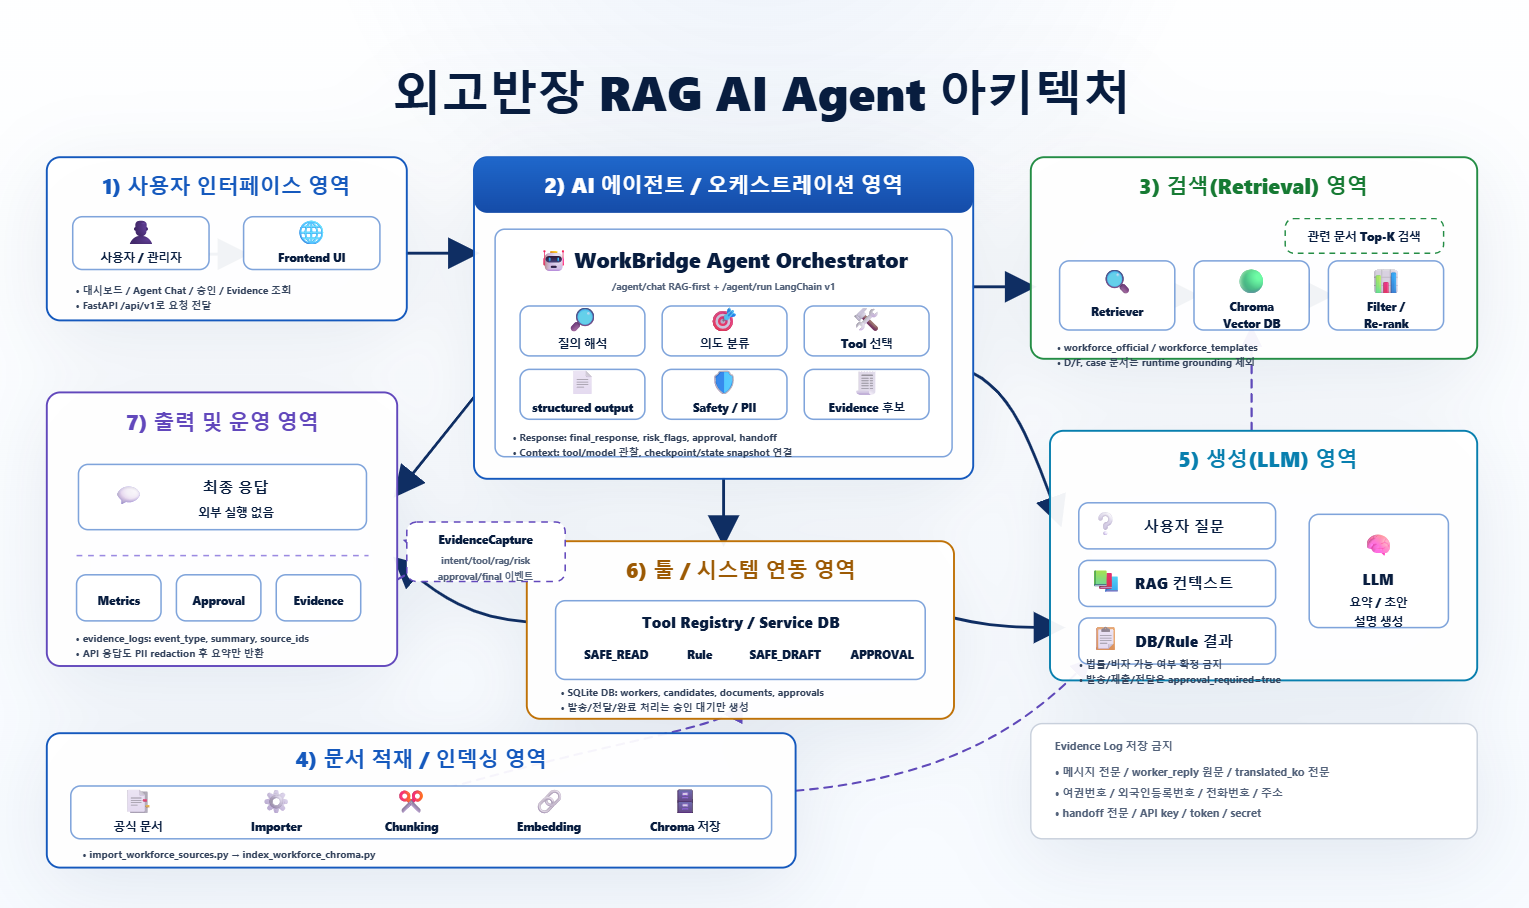 외고반장 RAG AI Agent 아키텍처
1) 사용자 인터페이스 영역
사용자 / 관리자
Frontend UI
• 대시보드 / Agent Chat / 승인 / Evidence 조회
• FastAPI /api/v1로 요청 전달
2) AI 에이전트 / 오케스트레이션 영역
WorkBridge Agent Orchestrator
/agent/chat RAG-first + /agent/run LangChain v1
질의 해석
의도 분류
Tool 선택
structured output
Safety / PII
Evidence 후보
• Response: final_response, risk_flags, approval, handoff
• Context: tool/model 관찰, checkpoint/state snapshot 연결
3) 검색(Retrieval) 영역
관련 문서 Top-K 검색
Retriever
Chroma
Vector DB
Filter /
Re-rank
• workforce_official / workforce_templates
• D/F, case 문서는 runtime grounding 제외
7) 출력 및 운영 영역
최종 응답
외부 실행 없음
Metrics
Approval
Evidence
• evidence_logs: event_type, summary, source_ids
• API 응답도 PII redaction 후 요약만 반환
EvidenceCapture
intent/tool/rag/risk
approval/final 이벤트
6) 툴 / 시스템 연동 영역
Tool Registry / Service DB
SAFE_READ
Rule
SAFE_DRAFT
APPROVAL
• SQLite DB: workers, candidates, documents, approvals
• 발송/전달/완료 처리는 승인 대기만 생성
5) 생성(LLM) 영역
사용자 질문
RAG 컨텍스트
DB/Rule 결과
LLM
요약 / 초안
설명 생성
• 법률/비자 가능 여부 확정 금지
• 발송/제출/전달은 approval_required=true
4) 문서 적재 / 인덱싱 영역
공식 문서
Importer
Chunking
Embedding
Chroma 저장
• import_workforce_sources.py → index_workforce_chroma.py
Evidence Log 저장 금지
• 메시지 전문 / worker_reply 원문 / translated_ko 전문
• 여권번호 / 외국인등록번호 / 전화번호 / 주소
• handoff 전문 / API key / token / secret